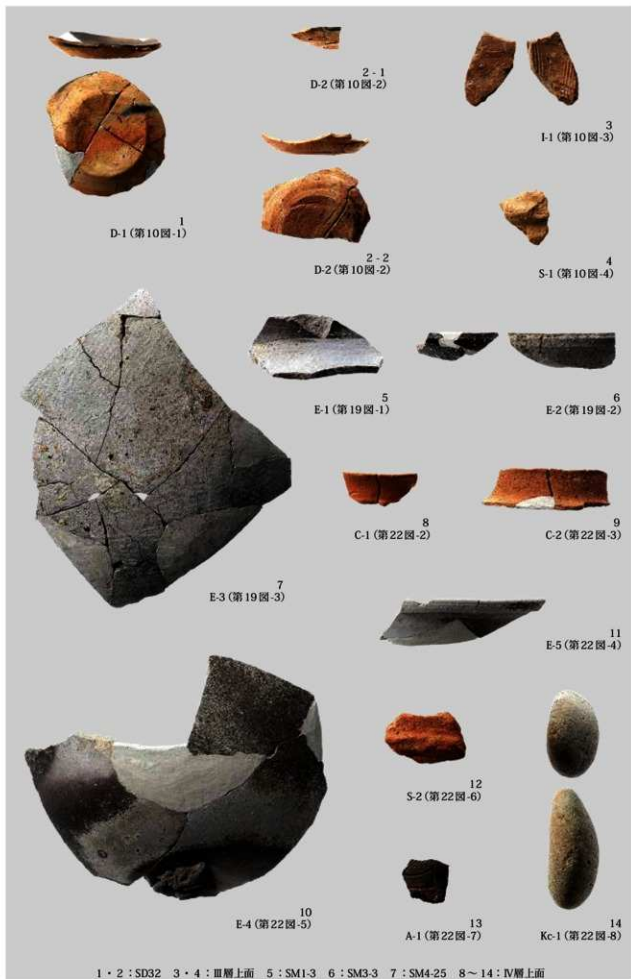 1
D-1(第10図-1)
2-1
D-2(第10図-2)
2-2
D-2(第10図-2)
3
I-1(第10図-3)
4
S-1(第10図-4)
5
E-1(第19図-1)
6
E-2(第19図-2)
7
E-3(第19図-3)
8
C-1(第22図-2)
9
C-2(第22図-3)
11
E-5(第22図-4)
10
E-4(第22図-5)
12
S-2(第22図-6)
13
A-1(第22図-7)
14
Kc-1(第22図-8)
1・2:SD32 3・4:Ⅲ層上面 5:SM1-3 6:SM3-3 7:SM4-25 8〜14:Ⅳ層上面